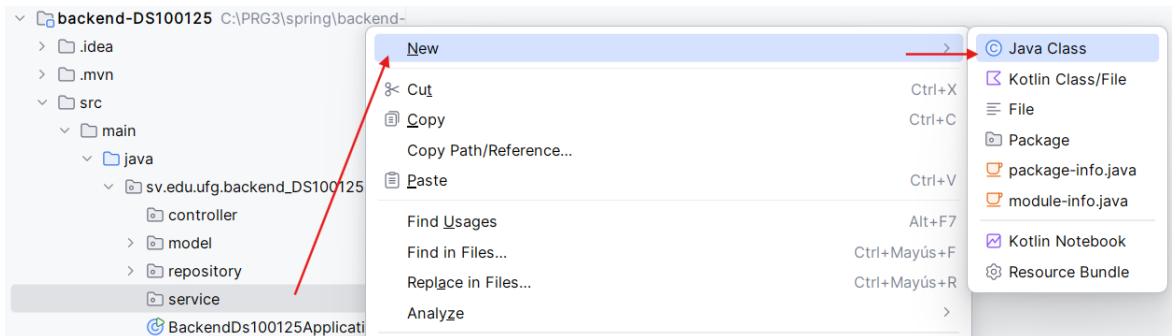 backend-DS100125 C:\PRG3\spring\backend-
.idea
.mvn
src
main
java
sv.edu.ufg.backend_DS100125
controller
model
repository
service
BackendDs100125Applicati
New
Cut Ctrl+X
Copy Ctrl+C
Copy Path/Reference...
Paste Ctrl+V
Find Usages Alt+F7
Find in Files... Ctrl+Mayús+F
Replace in Files... Ctrl+Mayús+R
Analyze
Java Class
Kotlin Class/File
File
Package
package-info.java
module-info.java
Kotlin Notebook
Resource Bundle